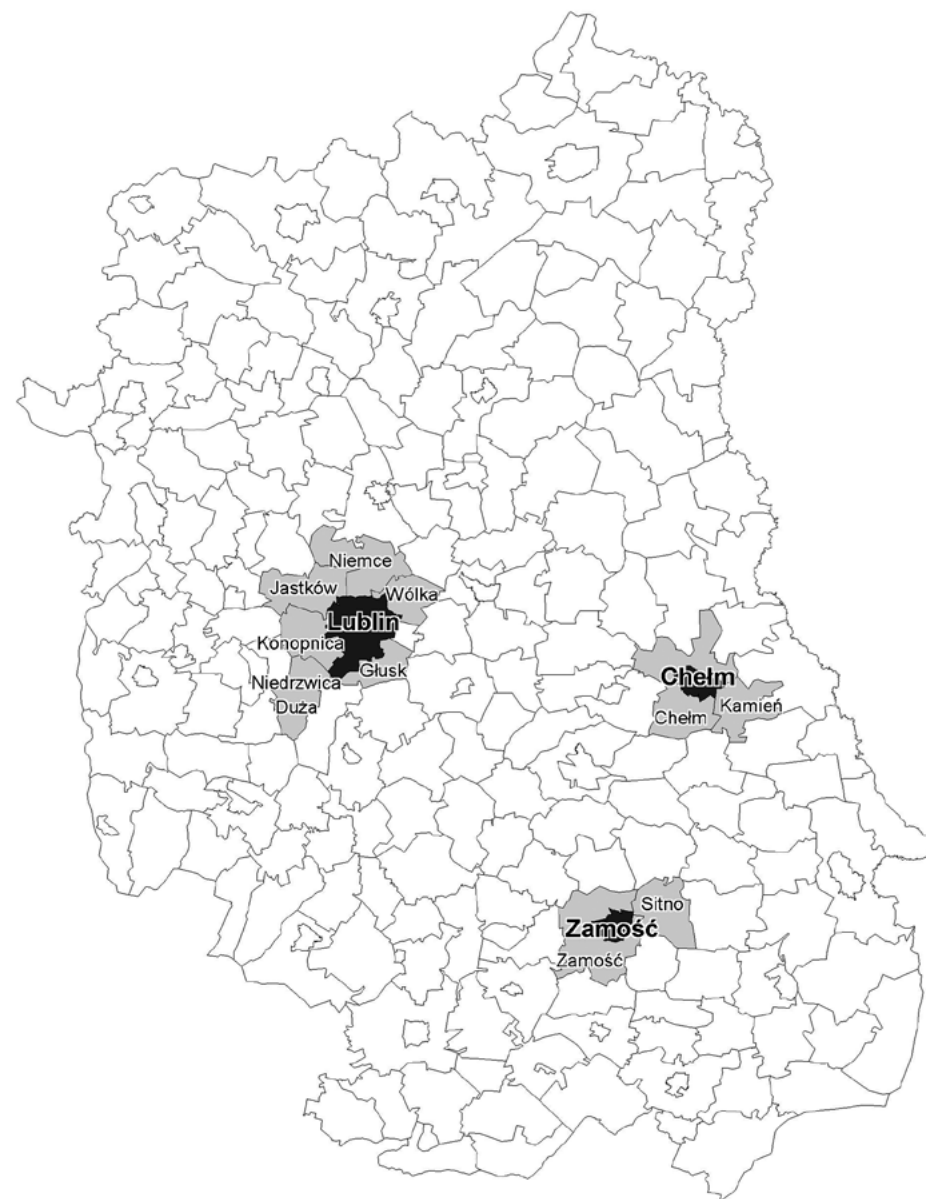 Niemce
Jastków
Wólka
Lublin
Konopnica
Głusk
Niedrzwica
Duża
Chełm
Kamień
Chełm
Sitno
Zamość
Zamość